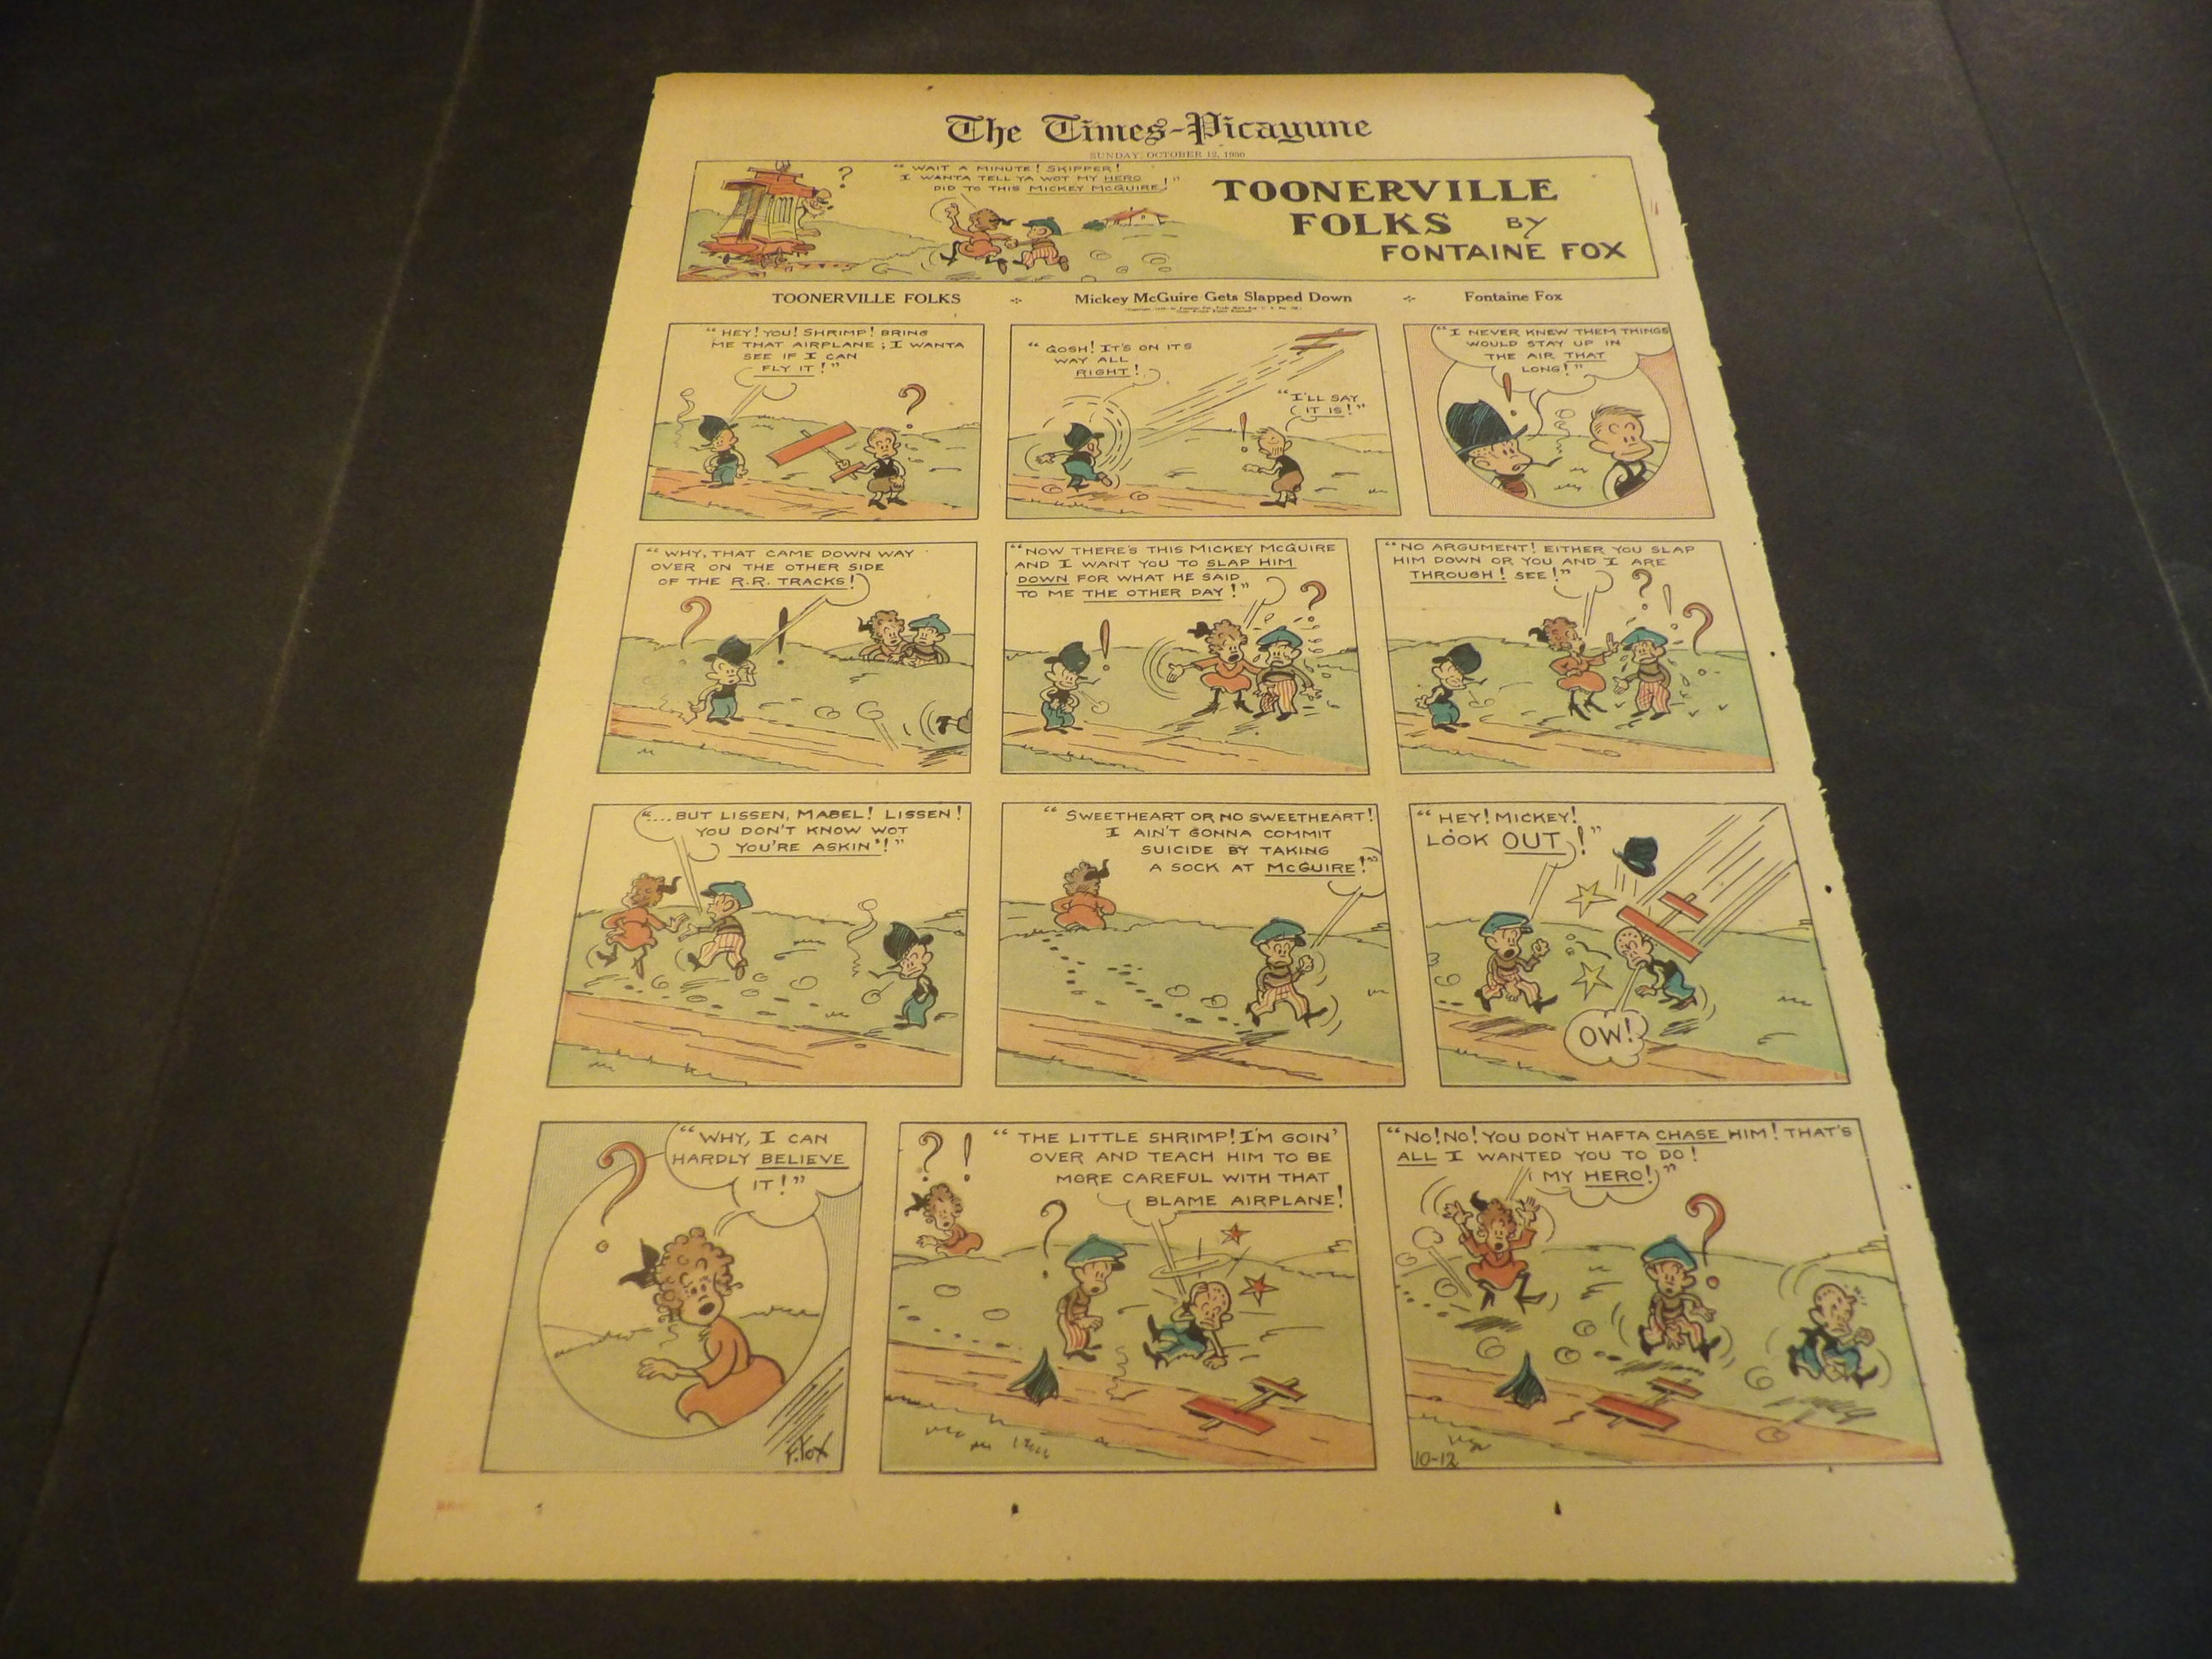 The Times-Picayune
SUNDAY, OCTOBER 12, 1930
"WAIT A MINUTE! SKIPPER!
I WANTA TELL YA WOT MY HERO
DID TO THIS MICKEY McGUIRE!"
?
TOONERVILLE
FOLKS BY
FONTAINE FOX
TOONERVILLE FOLKS
Mickey McGuire Gets Slapped Down
Fontaine Fox
"HEY! YOU! SHRIMP! BRING
ME THAT AIRPLANE; I WANTA
SEE IF I CAN
FLY IT!"
?
"GOSH! IT'S ON ITS
WAY ALL
RIGHT!
"I'LL SAY
IT IS!"
!
"I NEVER KNEW THEM THINGS
WOULD STAY UP IN
THE AIR THAT
LONG!"
!
"WHY, THAT CAME DOWN WAY
OVER ON THE OTHER SIDE
OF THE R.R. TRACKS!
? !
"NOW THERE'S THIS MICKEY McGUIRE
AND I WANT YOU TO SLAP HIM
DOWN FOR WHAT HE SAID
TO ME THE OTHER DAY!"
! ?
"NO ARGUMENT! EITHER YOU SLAP
HIM DOWN OR YOU AND I ARE
THROUGH! SEE!"
? ! ?
"....BUT LISSEN, MABEL! LISSEN!
YOU DON'T KNOW WOT
YOU'RE ASKIN'!"
"SWEETHEART OR NO SWEETHEART!
I AIN'T GONNA COMMIT
SUICIDE BY TAKING
A SOCK AT McGUIRE!"
"HEY! MICKEY!
LOOK OUT!"
OW!
"WHY, I CAN
HARDLY BELIEVE
IT!"
?
F. Fox
? !
"THE LITTLE SHRIMP! I'M GOIN'
OVER AND TEACH HIM TO BE
MORE CAREFUL WITH THAT
BLAME AIRPLANE!
?
"NO! NO! YOU DON'T HAFTA CHASE HIM! THAT'S
ALL I WANTED YOU TO DO!
MY HERO!"
?
10-12